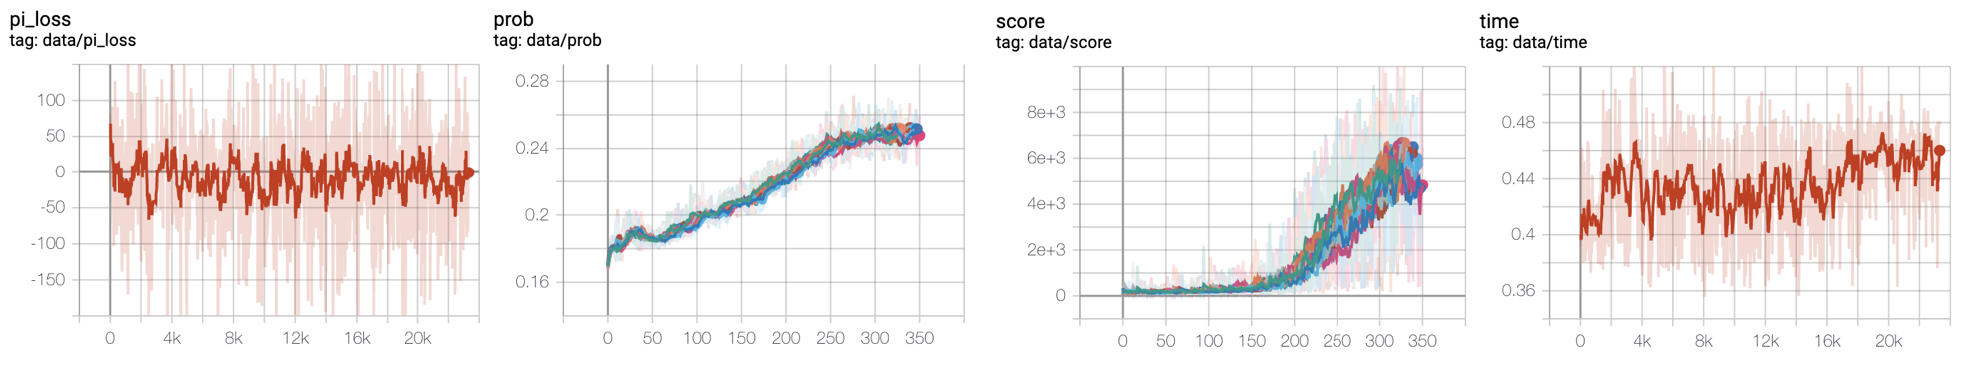 pi_loss
tag: data/pi_loss
100
50
0
-50
-100
-150
0 4k 8k 12k 16k 20k
prob
tag: data/prob
0.28
0.24
0.2
0.16
0 50 100 150 200 250 300 350
score
tag: data/score
8e+3
6e+3
4e+3
2e+3
0
0 50 100 150 200 250 300 350
time
tag: data/time
0.48
0.44
0.4
0.36
0 4k 8k 12k 16k 20k